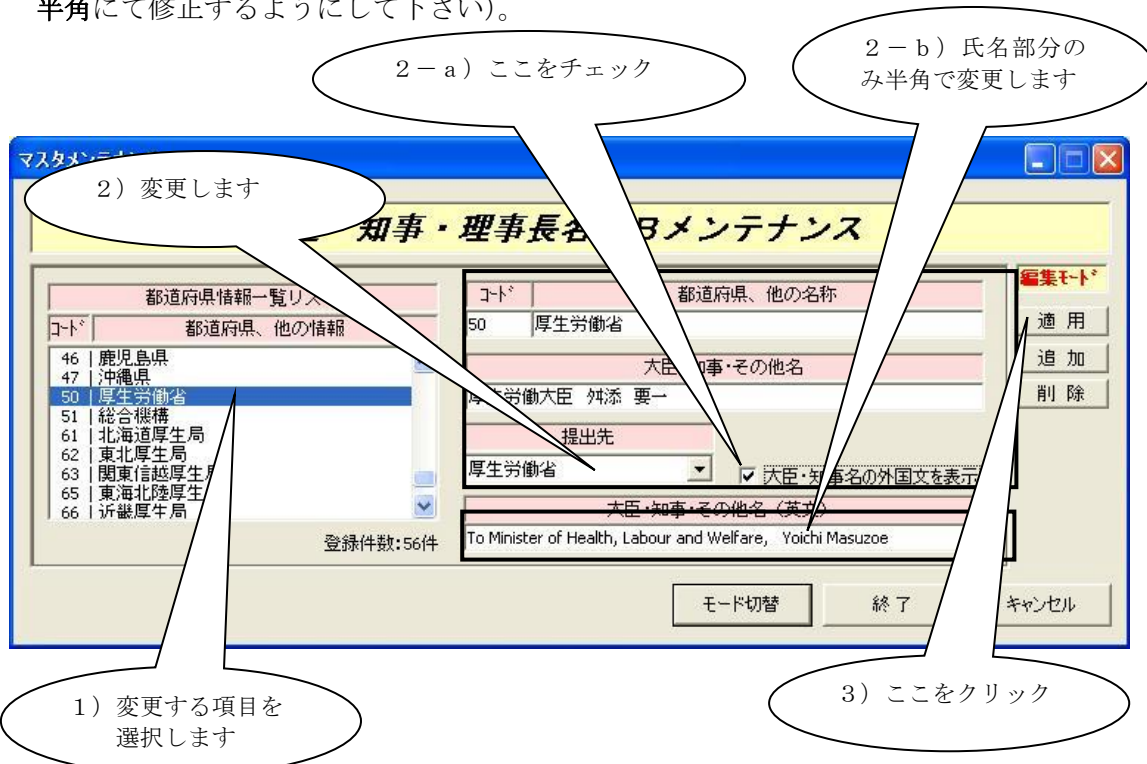 半角にて修正するようにして下さい)。
2－a）ここをチェック
2－b）氏名部分の
み半角で変更します
マスタメンテ
2）変更します
知事・理事長名 Bメンテナンス
編集ﾓｰﾄﾞ
都道府県情報一覧リス
ｺｰﾄﾞ 都道府県、他の情報
46 | 鹿児島県
47 | 沖縄県
50 | 厚生労働省
51 | 総合機構
61 | 北海道厚生局
62 | 東北厚生局
63 | 関東信越厚生局
65 | 東海北陸厚生
66 | 近畿厚生局
登録件数:56件
ｺｰﾄﾞ 都道府県、他の名称
50 厚生労働省
大臣・知事・その他名
厚生労働大臣 舛添 要一
提出先
厚生労働省
大臣・知事名の外国文を表示
大臣・知事・その他名（英文）
To Minister of Health, Labour and Welfare, Yoichi Masuzoe
適 用
追 加
削 除
モード切替
終 了
キャンセル
1）変更する項目を
選択します
3）ここをクリック